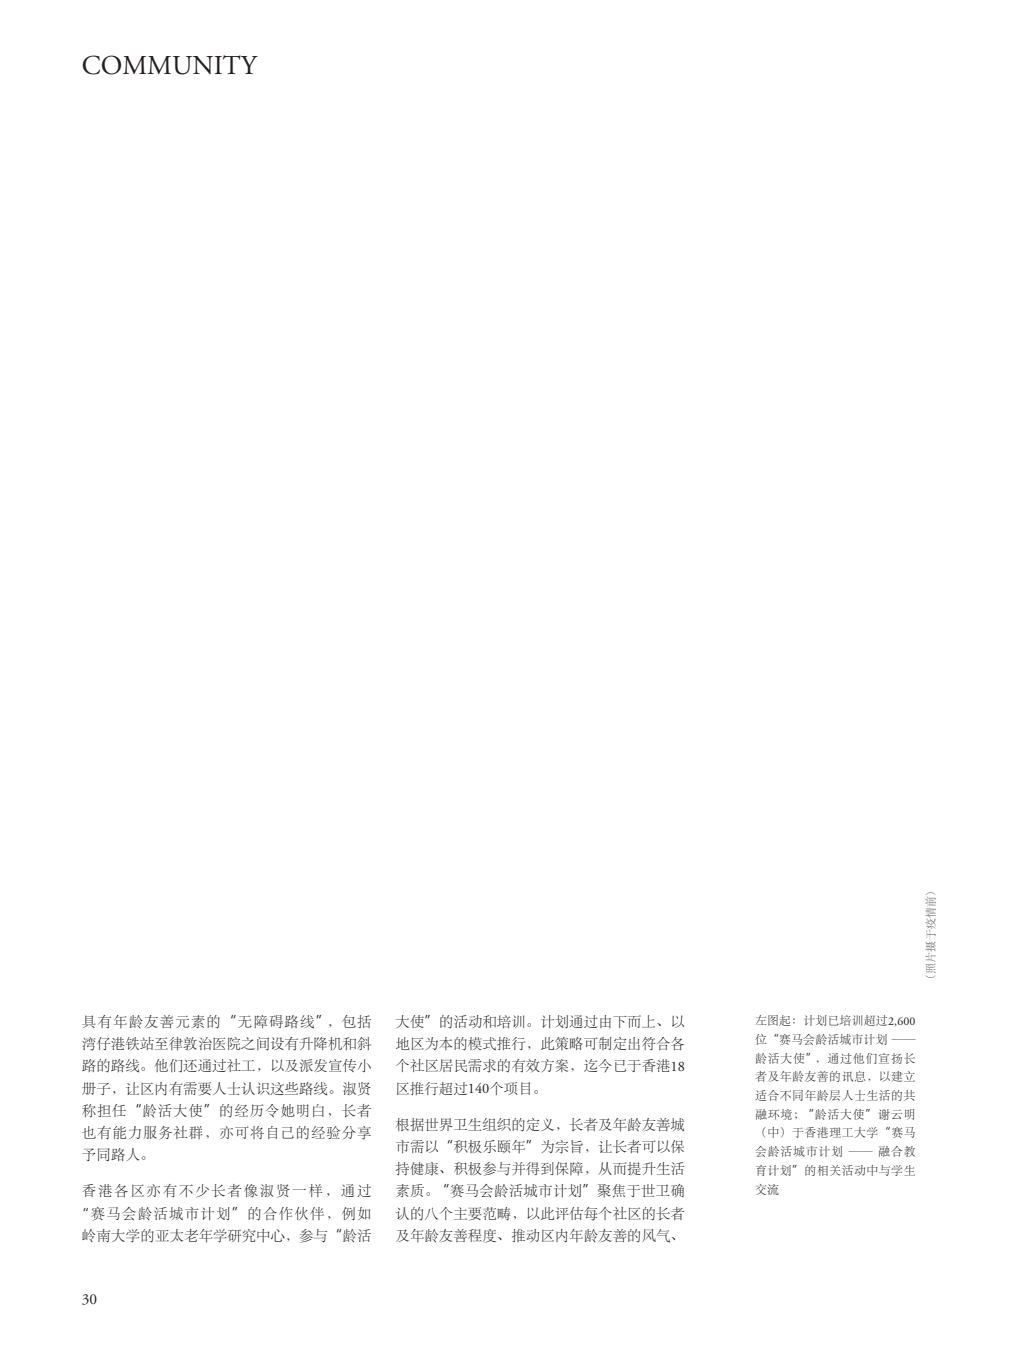 COMMUNITY
（照片摄于疫情前）
具有年龄友善元素的“无障碍路线”，包括
湾仔港铁站至律敦治医院之间设有升降机和斜
路的路线。他们还通过社工，以及派发宣传小
册子，让区内有需要人士认识这些路线。淑贤
称担任“龄活大使”的经历令她明白，长者
也有能力服务社群，亦可将自己的经验分享
予同路人。
香港各区亦有不少长者像淑贤一样，通过
“赛马会龄活城市计划”的合作伙伴，例如
岭南大学的亚太老年学研究中心，参与“龄活
大使”的活动和培训。计划通过由下而上、以
地区为本的模式推行，此策略可制定出符合各
个社区居民需求的有效方案，迄今已于香港18
区推行超过140个项目。
根据世界卫生组织的定义，长者及年龄友善城
市需以“积极乐颐年”为宗旨，让长者可以保
持健康、积极参与并得到保障，从而提升生活
素质。“赛马会龄活城市计划”聚焦于世卫确
认的八个主要范畴，以此评估每个社区的长者
及年龄友善程度、推动区内年龄友善的风气、
左图起：计划已培训超过2,600
位“赛马会龄活城市计划 ——
龄活大使”，通过他们宣扬长
者及年龄友善的讯息，以建立
适合不同年龄层人士生活的共
融环境；“龄活大使”谢云明
（中）于香港理工大学“赛马
会龄活城市计划 —— 融合教
育计划”的相关活动中与学生
交流
30